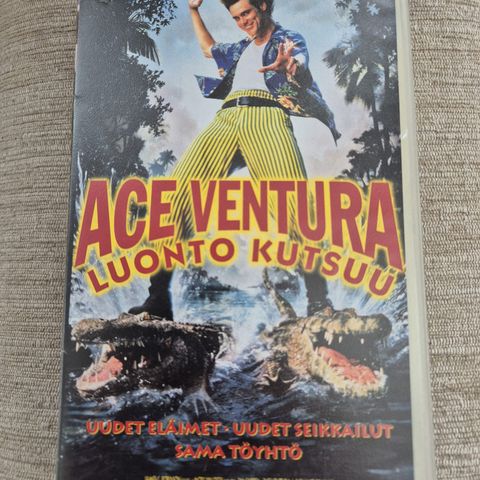 ACE VENTURA
LUONTO KUTSUU
UUDET ELÄIMET - UUDET SEIKKAILUT
SAMA TÖYHTÖ